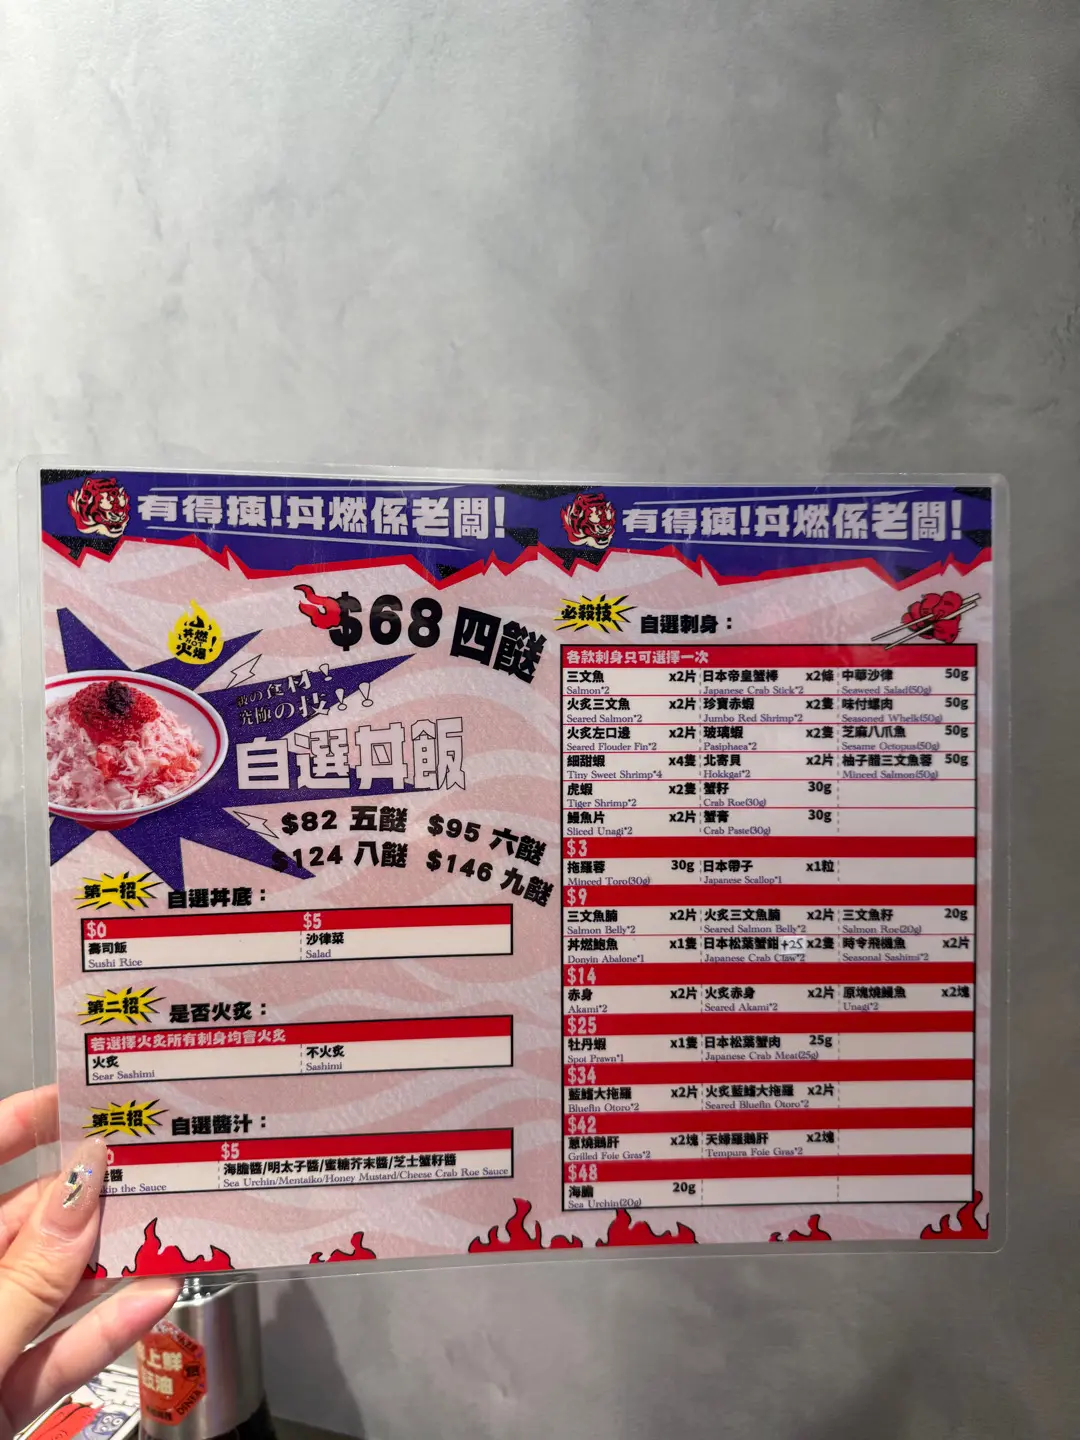 有得揀!丼燃係老闆!
$68 四餸
丼燃
HOT
火爆!
級の食材!
究極の技!!
自選丼飯
$82 五餸 $95 六餸
$124 八餸 $146 九餸
第一招 自選丼底：
$0 $5
壽司飯 沙律菜
Sushi Rice Salad
第二招 是否火炙：
若選擇火炙所有刺身均會火炙
火炙 不火炙
Sear Sashimi Sashimi
第三招 自選醬汁：
$5
醬 海膽醬/明太子醬/蜜糖芥末醬/芝士蟹籽醬
the Sauce Sea Urchin/Mentaiko/Honey Mustard/Cheese Crab Roe Sauce
有得揀!丼燃係老闆!
必殺技 自選刺身：
各款刺身只可選擇一次
三文魚 x2片 日本帝皇蟹棒 x2條 中華沙律 50g
Salmon*2 Japanese Crab Stick*2 Seaweed Salad(50g)
火炙三文魚 x2片 珍寶赤蝦 x2隻 味付螺肉 50g
Seared Salmon*2 Jumbo Red Shrimp*2 Seasoned Whelk(50g)
火炙左口邊 x2片 玻璃蝦 x2隻 芝麻八爪魚 50g
Seared Flouder Fin*2 Pasiphaea*2 Sesame Octopus(50g)
細甜蝦 x4隻 北寄貝 x2片 柚子醋三文魚蓉 50g
Tiny Sweet Shrimp*4 Hokkgai*2 Minced Salmon(50g)
虎蝦 x2隻 蟹籽 30g
Tiger Shrimp*2 Crab Roe(30g)
鰻魚片 x2片 蟹膏 30g
Sliced Unagi*2 Crab Paste(30g)
$3
拖羅蓉 30g 日本帶子 x1粒
Minced Toro(30g) Japanese Scallop*1
$9
三文魚腩 x2片 火炙三文魚腩 x2片 三文魚籽 20g
Salmon Belly*2 Seared Salmon Belly*2 Salmon Roe(20g)
丼燃鮑魚 x1隻 日本松葉蟹鉗 +25 x2隻 時令飛機魚 x2片
Donyin Abalone*1 Japanese Crab Claw*2 Seasonal Sashimi*2
$14
赤身 x2片 火炙赤身 x2片 原塊燒鰻魚 x2塊
Akami*2 Seared Akami*2 Unagi*2
$25
牡丹蝦 x1隻 日本松葉蟹肉 25g
Spot Prawn*1 Japanese Crab Meat(25g)
$34
藍鰭大拖羅 x2片 火炙藍鰭大拖羅 x2片
Bluefin Otoro*2 Seared Bluefin Otoro*2
$42
蔥燒鵝肝 x2塊 天婦羅鵝肝 x2塊
Grilled Foie Gras*2 Tempura Foie Gras*2
$48
海膽 20g
Sea Urchin(20g)
上鮮
油
DINER